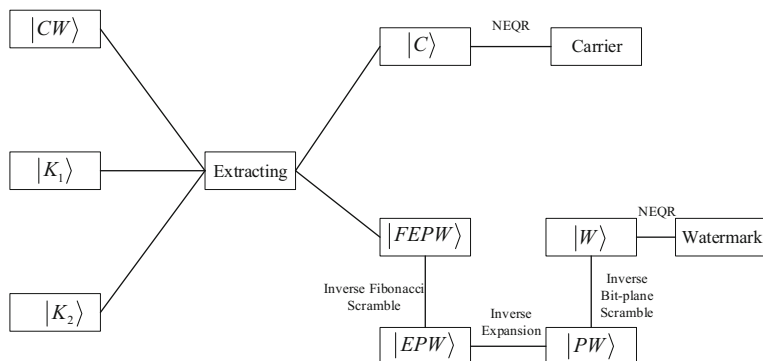 |CW⟩
|C⟩
NEQR
Carrier
|K₁⟩
Extracting
|FEPW⟩
|W⟩
NEQR
Watermark
Inverse Fibonacci
Scramble
Inverse
Bit-plane
Scramble
|K₂⟩
|EPW⟩
Inverse
Expansion
|PW⟩